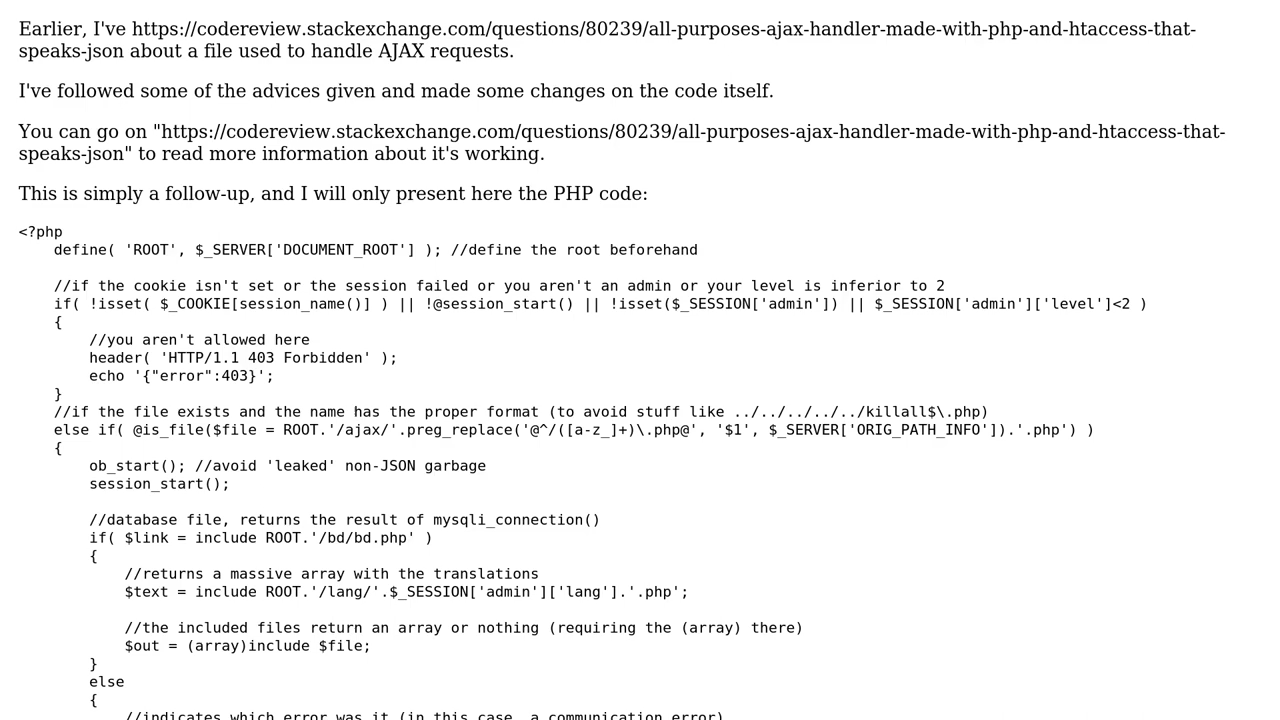 Earlier, I've https://codereview.stackexchange.com/questions/80239/all-purposes-ajax-handler-made-with-php-and-htaccess-that-
speaks-json about a file used to handle AJAX requests.
I've followed some of the advices given and made some changes on the code itself.
You can go on "https://codereview.stackexchange.com/questions/80239/all-purposes-ajax-handler-made-with-php-and-htaccess-that-
speaks-json" to read more information about it's working.
This is simply a follow-up, and I will only present here the PHP code:
<?php
    define( 'ROOT', $_SERVER['DOCUMENT_ROOT'] ); //define the root beforehand
    //if the cookie isn't set or the session failed or you aren't an admin or your level is inferior to 2
    if( !isset( $_COOKIE[session_name()] ) || !@session_start() || !isset($_SESSION['admin']) || $_SESSION['admin']['level']<2 )
    {
        //you aren't allowed here
        header( 'HTTP/1.1 403 Forbidden' );
        echo '{"error":403}';
    }
    //if the file exists and the name has the proper format (to avoid stuff like ../../../../../killall$\.php)
    else if( @is_file($file = ROOT.'/ajax/'.preg_replace('@^/([a-z_]+)\.php@', '$1', $_SERVER['ORIG_PATH_INFO']).'.php') )
    {
        ob_start(); //avoid 'leaked' non-JSON garbage
        session_start();
        //database file, returns the result of mysqli_connection()
        if( $link = include ROOT.'/bd/bd.php' )
        {
            //returns a massive array with the translations
            $text = include ROOT.'/lang/'.$_SESSION['admin']['lang'].'.php';
            //the included files return an array or nothing (requiring the (array) there)
            $out = (array)include $file;
        }
        else
        {
            //indicates which error was it (in this case, a communication error)